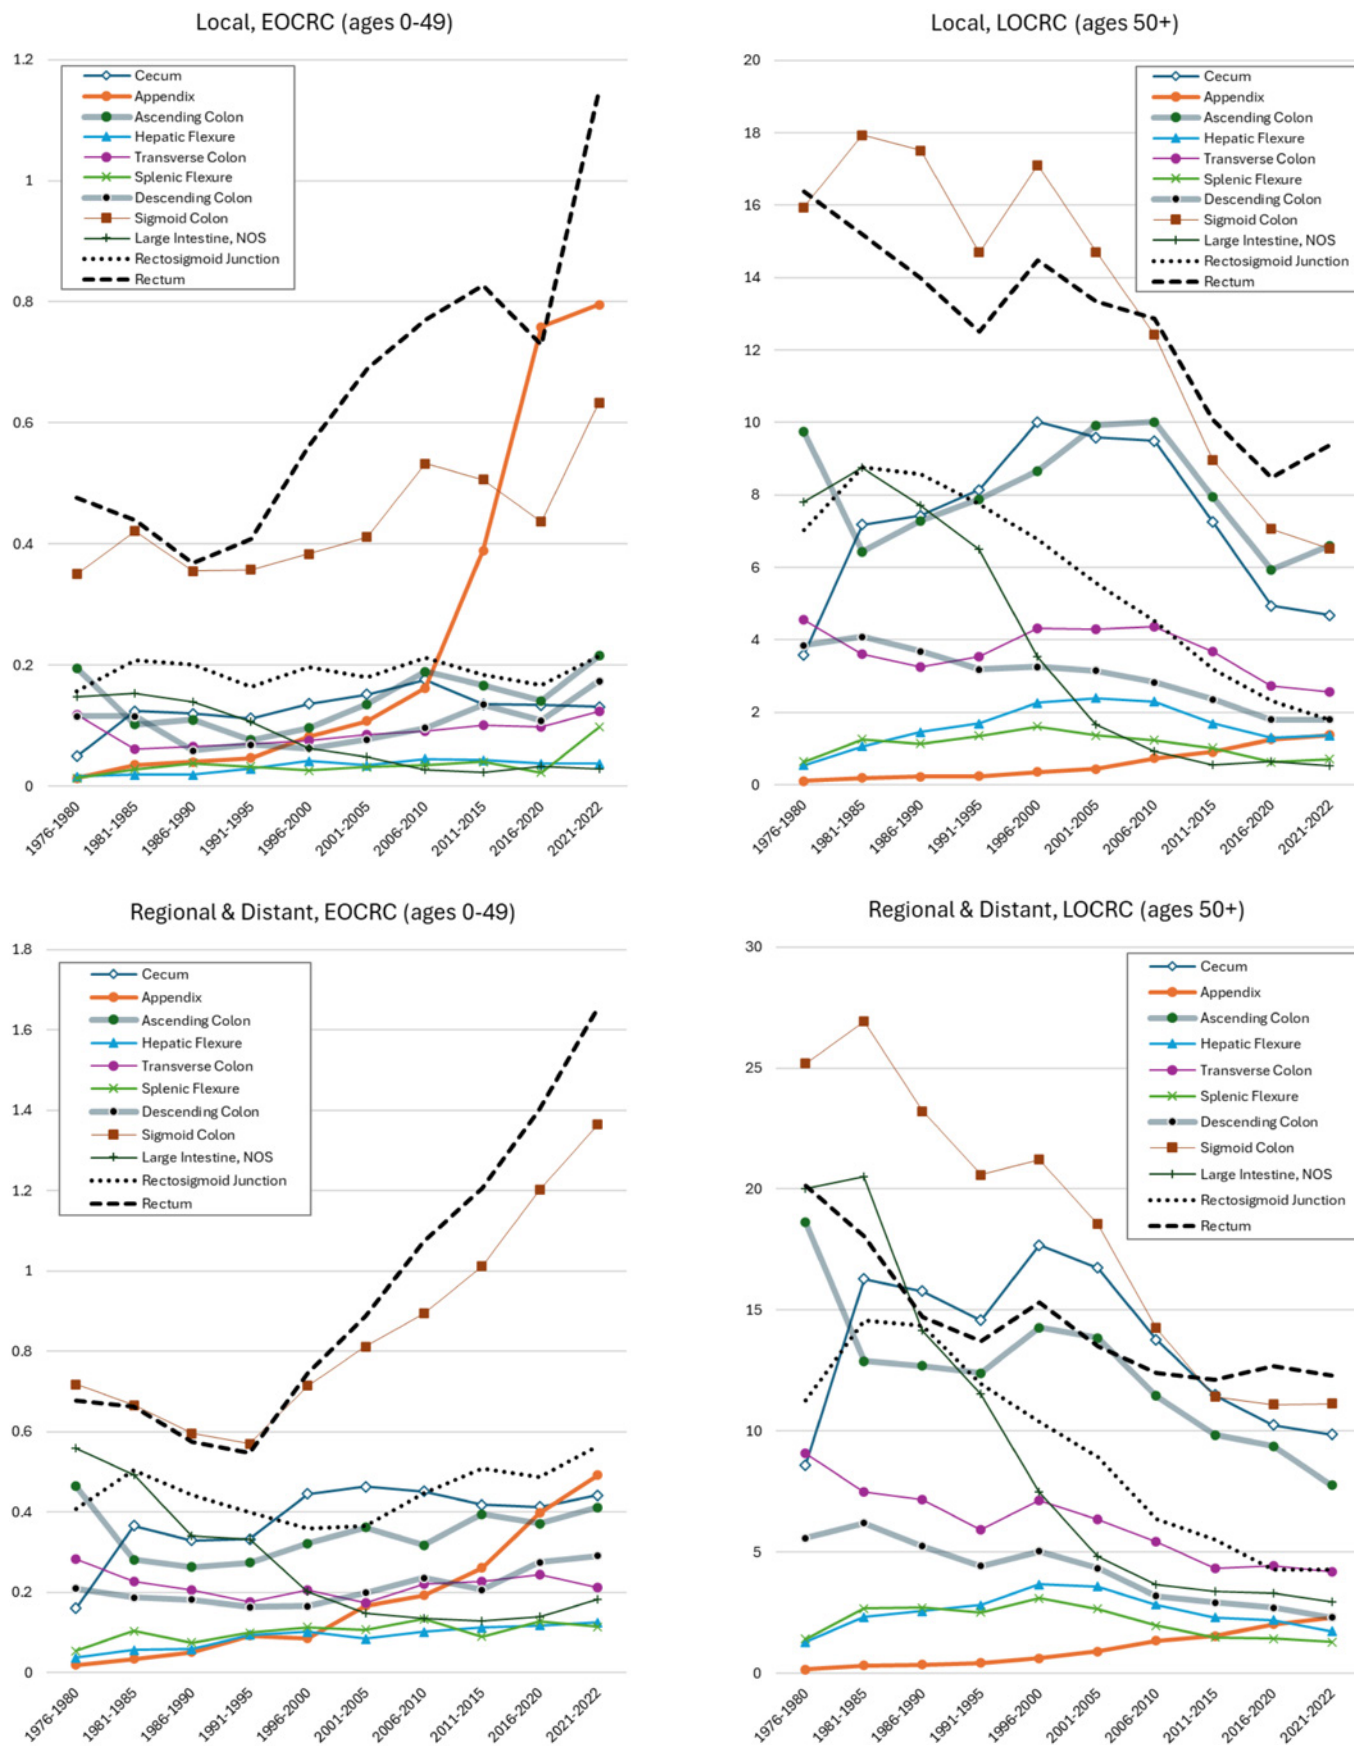 Local, EOCRC (ages 0-49)
1.2
1
0.8
0.6
0.4
0.2
0
Cecum
Appendix
Ascending Colon
Hepatic Flexure
Transverse Colon
Splenic Flexure
Descending Colon
Sigmoid Colon
Large Intestine, NOS
Rectosigmoid Junction
Rectum
1976-1980
1981-1985
1986-1990
1991-1995
1996-2000
2001-2005
2006-2010
2011-2015
2016-2020
2021-2022
Local, LOCRC (ages 50+)
20
18
16
14
12
10
8
6
4
2
0
Cecum
Appendix
Ascending Colon
Hepatic Flexure
Transverse Colon
Splenic Flexure
Descending Colon
Sigmoid Colon
Large Intestine, NOS
Rectosigmoid Junction
Rectum
1976-1980
1981-1985
1986-1990
1991-1995
1996-2000
2001-2005
2006-2010
2011-2015
2016-2020
2021-2022
Regional & Distant, EOCRC (ages 0-49)
1.8
1.6
1.4
1.2
1
0.8
0.6
0.4
0.2
0
Cecum
Appendix
Ascending Colon
Hepatic Flexure
Transverse Colon
Splenic Flexure
Descending Colon
Sigmoid Colon
Large Intestine, NOS
Rectosigmoid Junction
Rectum
1976-1980
1981-1985
1986-1990
1991-1995
1996-2000
2001-2005
2006-2010
2011-2015
2016-2020
2021-2022
Regional & Distant, LOCRC (ages 50+)
30
25
20
15
10
5
0
Cecum
Appendix
Ascending Colon
Hepatic Flexure
Transverse Colon
Splenic Flexure
Descending Colon
Sigmoid Colon
Large Intestine, NOS
Rectosigmoid Junction
Rectum
1976-1980
1981-1985
1986-1990
1991-1995
1996-2000
2001-2005
2006-2010
2011-2015
2016-2020
2021-2022